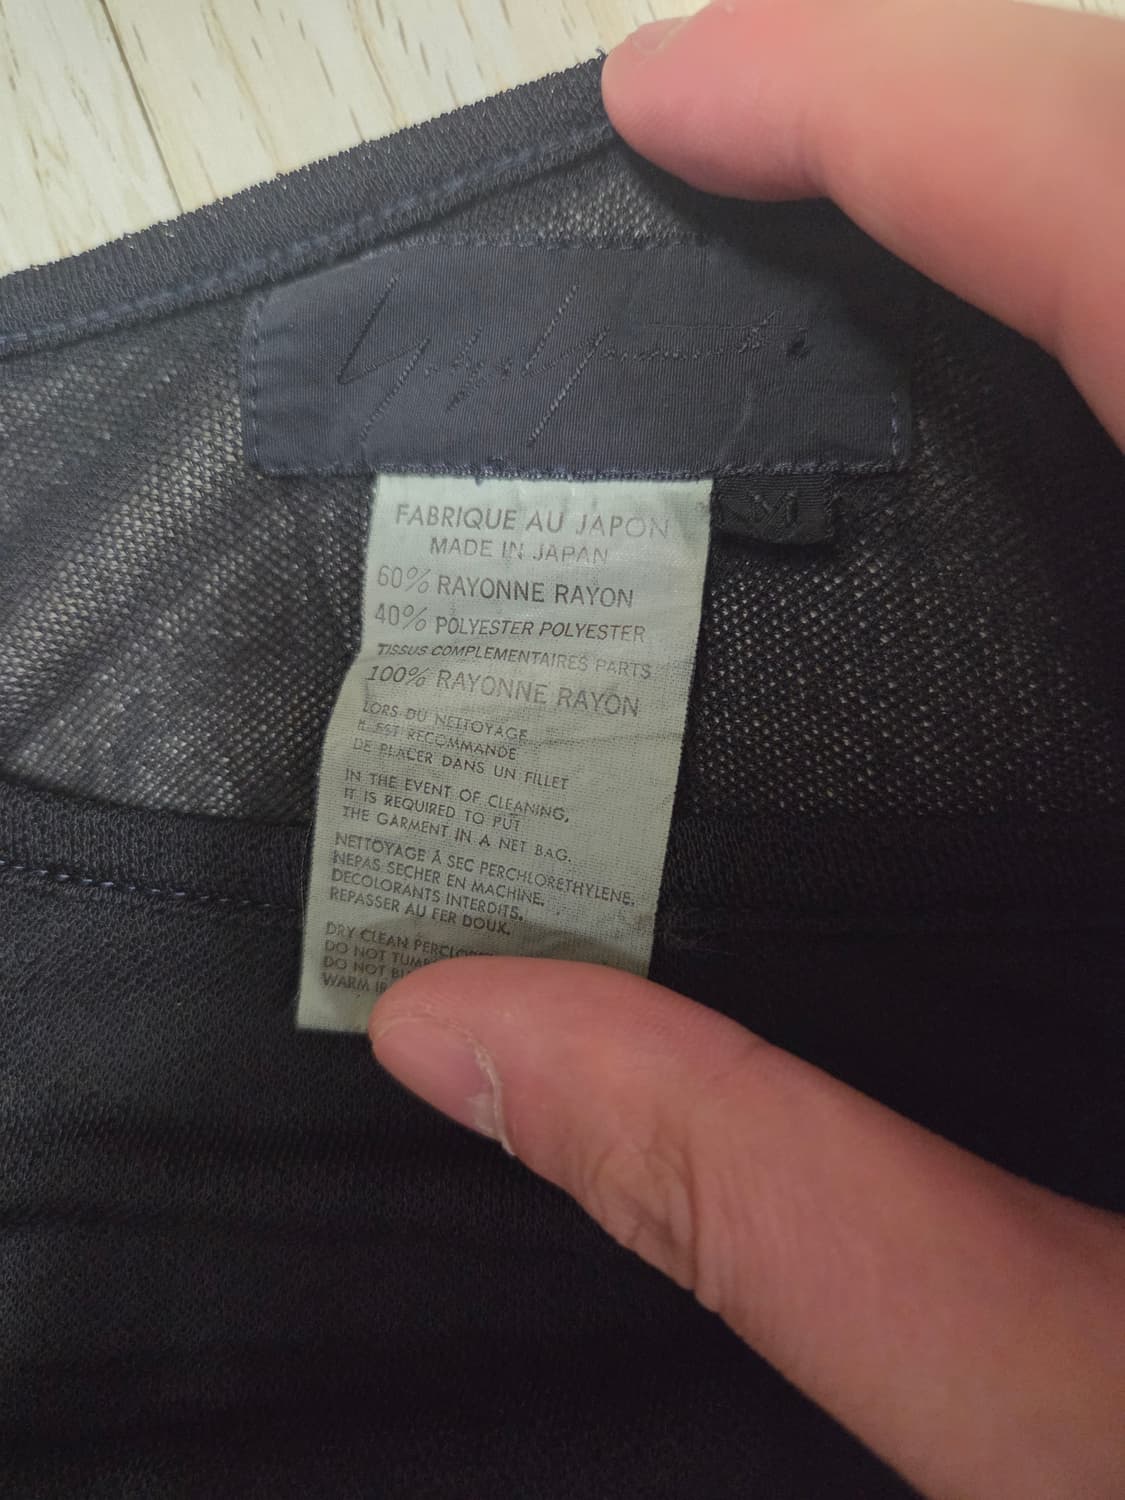 Yohji Yamamoto.
M
FABRIQUE AU JAPON
MADE IN JAPAN
60% RAYONNE RAYON
40% POLYESTER POLYESTER
TISSUS COMPLEMENTAIRES PARTS
100% RAYONNE RAYON
LORS DU NETTOYAGE
IL EST RECOMMANDE
DE PLACER DANS UN FILLET
IN THE EVENT OF CLEANING,
IT IS REQUIRED TO PUT
THE GARMENT IN A NET BAG.
NETTOYAGE À SEC PERCHLORETHYLENE.
NEPAS SECHER EN MACHINE.
DECOLORANTS INTERDITS.
REPASSER AU FER DOUX.
DRY CLEAN
DO NOT
DO NOT
WARM